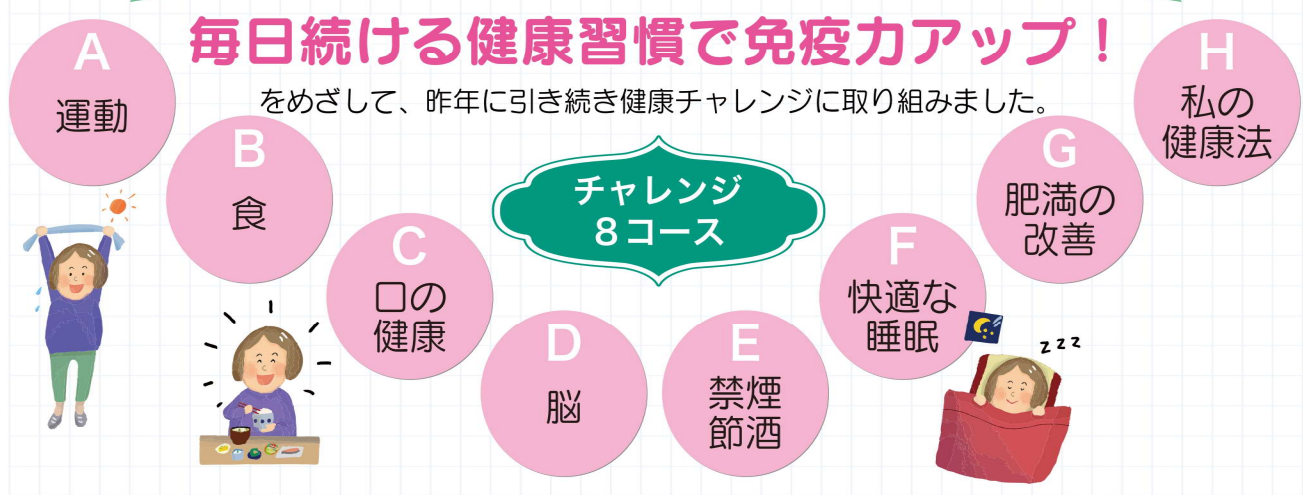 毎日続ける健康習慣で免疫力アップ！
をめざして、昨年に引き続き健康チャレンジに取り組みました。
チャレンジ
８コース
A
運動
B
食
C
口の
健康
D
脳
E
禁煙
節酒
F
快適な
睡眠
G
肥満の
改善
H
私の
健康法
zzz